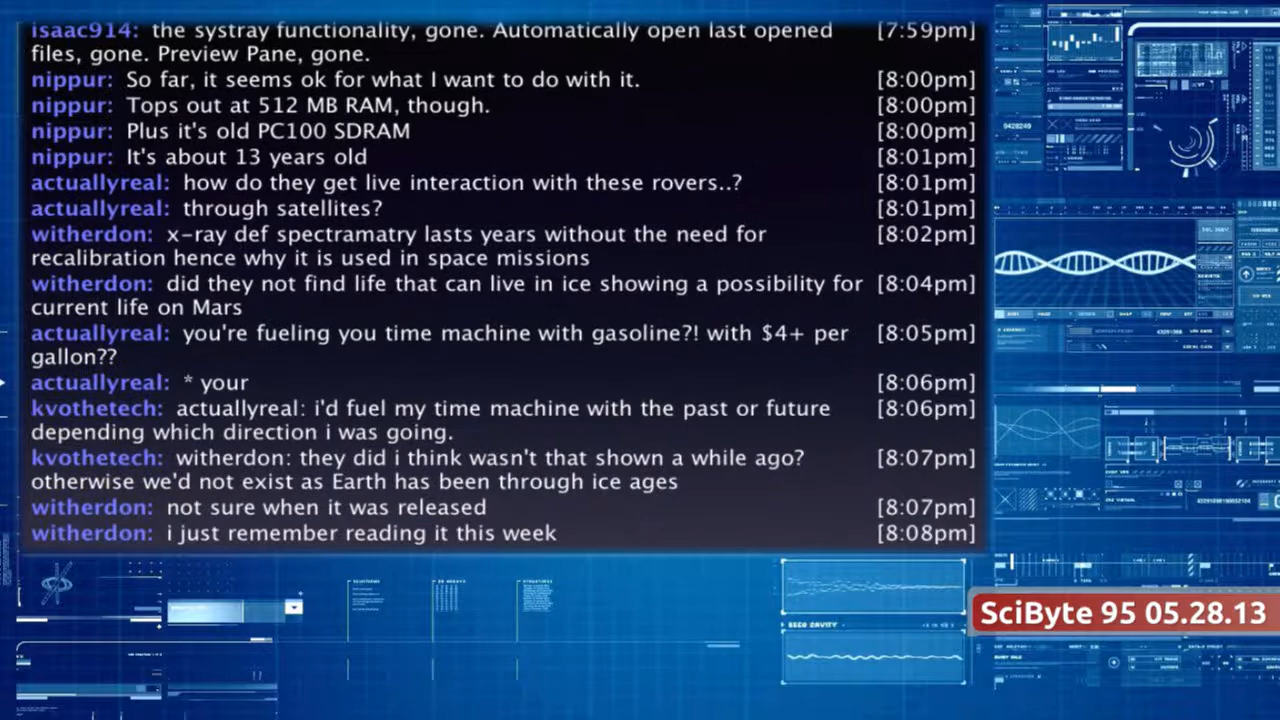 isaac914: the systray functionality, gone. Automatically open last opened [7:59pm]
files, gone. Preview Pane, gone.
nippur: So far, it seems ok for what I want to do with it. [8:00pm]
nippur: Tops out at 512 MB RAM, though. [8:00pm]
nippur: Plus it's old PC100 SDRAM [8:00pm]
nippur: It's about 13 years old [8:01pm]
actuallyreal: how do they get live interaction with these rovers..? [8:01pm]
actuallyreal: through satellites? [8:01pm]
witherdon: x-ray def spectramatry lasts years without the need for [8:02pm]
recalibration hence why it is used in space missions
witherdon: did they not find life that can live in ice showing a possibility for [8:04pm]
current life on Mars
actuallyreal: you're fueling you time machine with gasoline?! with $4+ per [8:05pm]
gallon??
actuallyreal: * your [8:06pm]
kvothetech: actuallyreal: i'd fuel my time machine with the past or future [8:06pm]
depending which direction i was going.
kvothetech: witherdon: they did i think wasn't that shown a while ago? [8:07pm]
otherwise we'd not exist as Earth has been through ice ages
witherdon: not sure when it was released [8:07pm]
witherdon: i just remember reading it this week [8:08pm]
SciByte 95 05.28.13
9428249